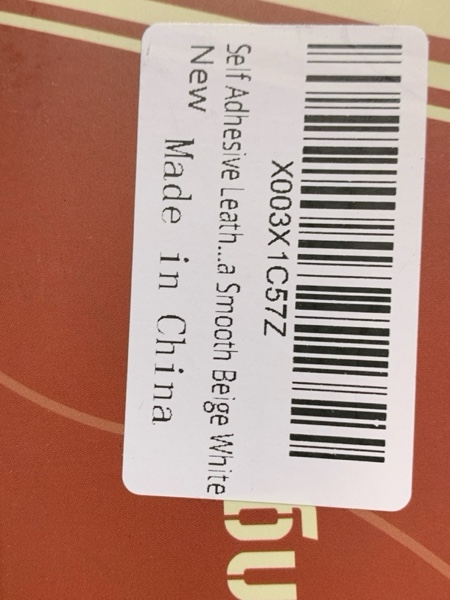 X003X1C57Z
Self Adhesive Leath...a Smooth Beige White
New
Made in China